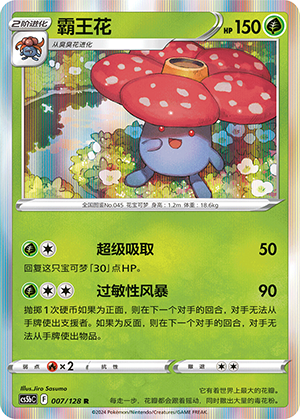 2阶进化
霸王花
HP 150
从臭臭花进化
全国图鉴No.045 花宝可梦 身高：1.2m 体重：18.6kg
超级吸取 50
回复这只宝可梦「30」点HP。
过敏性风暴 90
抛掷1次硬币如果为正面，则在下一个对手的回合，对手无法从
手牌使出支援者。如果为反面，则在下一个对手的回合，对手无
法从手牌使出物品。
弱点 ×2 抗性 撤退
Illus.Jiro Sasumo
cs5bC F 007/128 R
它有着世界上最大的花瓣。
每走一步，花瓣都会跟着摇动，同时散出大量的毒花粉。
©2024 Pokémon/Nintendo/Creatures/GAME FREAK